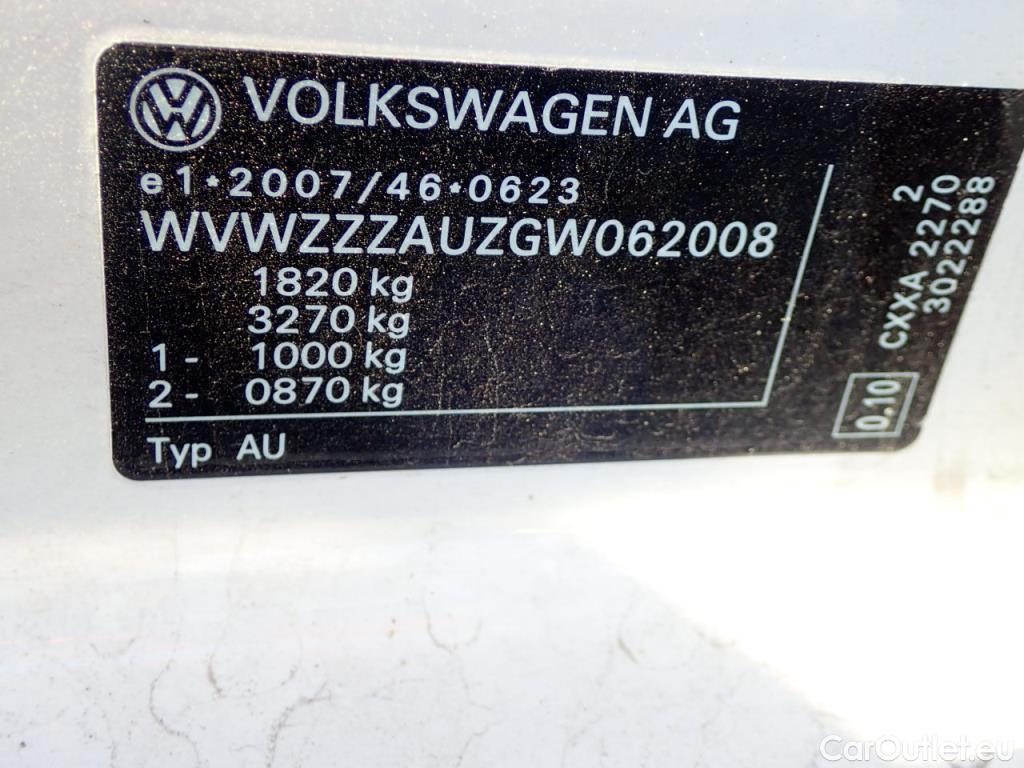 VOLKSWAGEN AG
e1*2007/46*0623
WVWZZZAUZGW062008
1820 kg
3270 kg
1 - 1000 kg
2 - 0870 kg
Typ AU
2
CXXA 2270
3022288
0.10
CarOutlet.eu